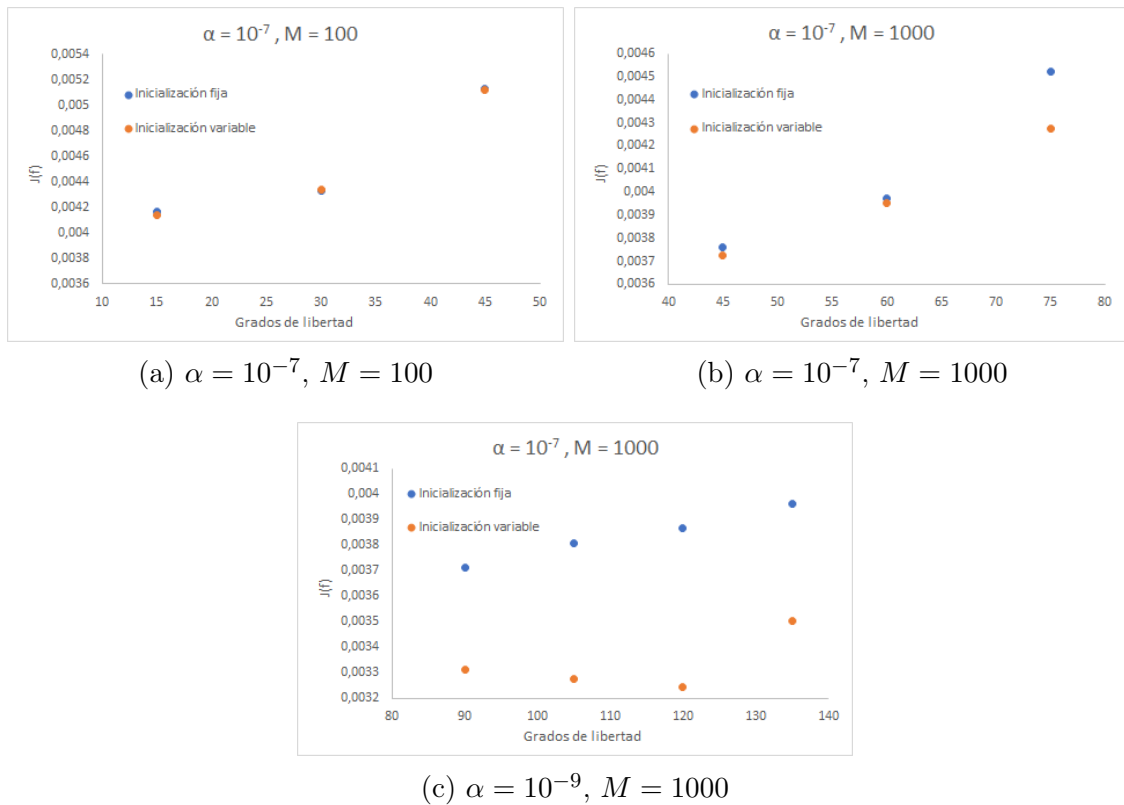 α = 10⁻⁷ , M = 100
0,0054
0,0052
0,005
0,0048
0,0046
0,0044
0,0042
0,004
0,0038
0,0036
J(f)
Inicialización fija
Inicialización variable
10 15 20 25 30 35 40 45 50
Grados de libertad
(a) α = 10⁻⁷, M = 100
α = 10⁻⁷ , M = 1000
0,0046
0,0045
0,0044
0,0043
0,0042
0,0041
0,004
0,0039
0,0038
0,0037
0,0036
J(f)
Inicialización fija
Inicialización variable
40 45 50 55 60 65 70 75 80
Grados de libertad
(b) α = 10⁻⁷, M = 1000
α = 10⁻⁷ , M = 1000
0,0041
0,004
0,0039
0,0038
0,0037
0,0036
0,0035
0,0034
0,0033
0,0032
J(f)
Inicialización fija
Inicialización variable
80 90 100 110 120 130 140
Grados de libertad
(c) α = 10⁻⁹, M = 1000